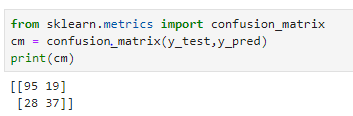 from sklearn.metrics import confusion_matrix
cm = confusion_matrix(y_test,y_pred)
print(cm)
[[95 19]
 [28 37]]